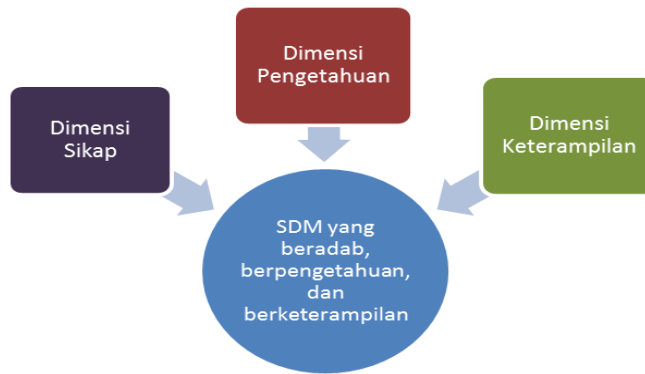 Dimensi
Pengetahuan
Dimensi
Sikap
Dimensi
Keterampilan
SDM yang
beradab,
berpengetahuan,
dan
berketerampilan